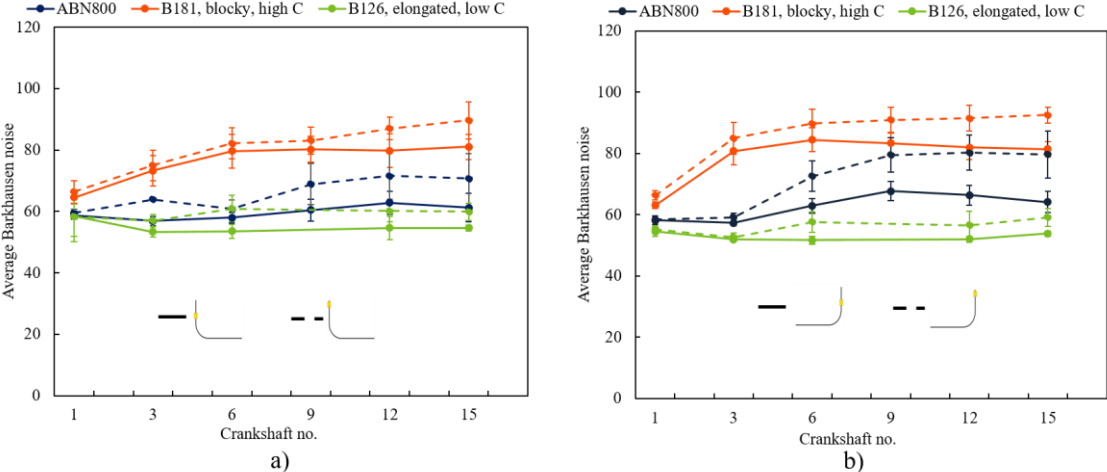 ABN800 B181, blocky, high C B126, elongated, low C
120
100
80
60
40
20
0
Average Barkhausen noise
1 3 6 9 12 15
Crankshaft no.
a)
ABN800 B181, blocky, high C B126, elongated, low C
120
100
80
60
40
20
0
Average Barkhausen noise
1 3 6 9 12 15
Crankshaft no.
b)